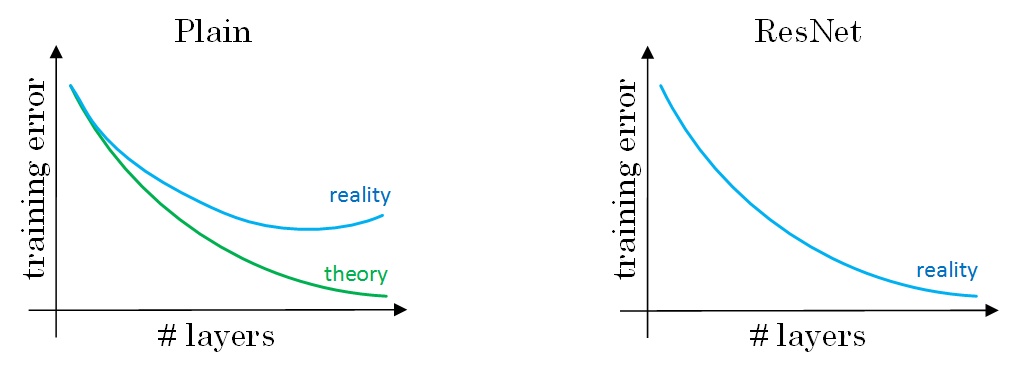 Plain
training error
reality
theory
# layers
ResNet
training error
reality
# layers